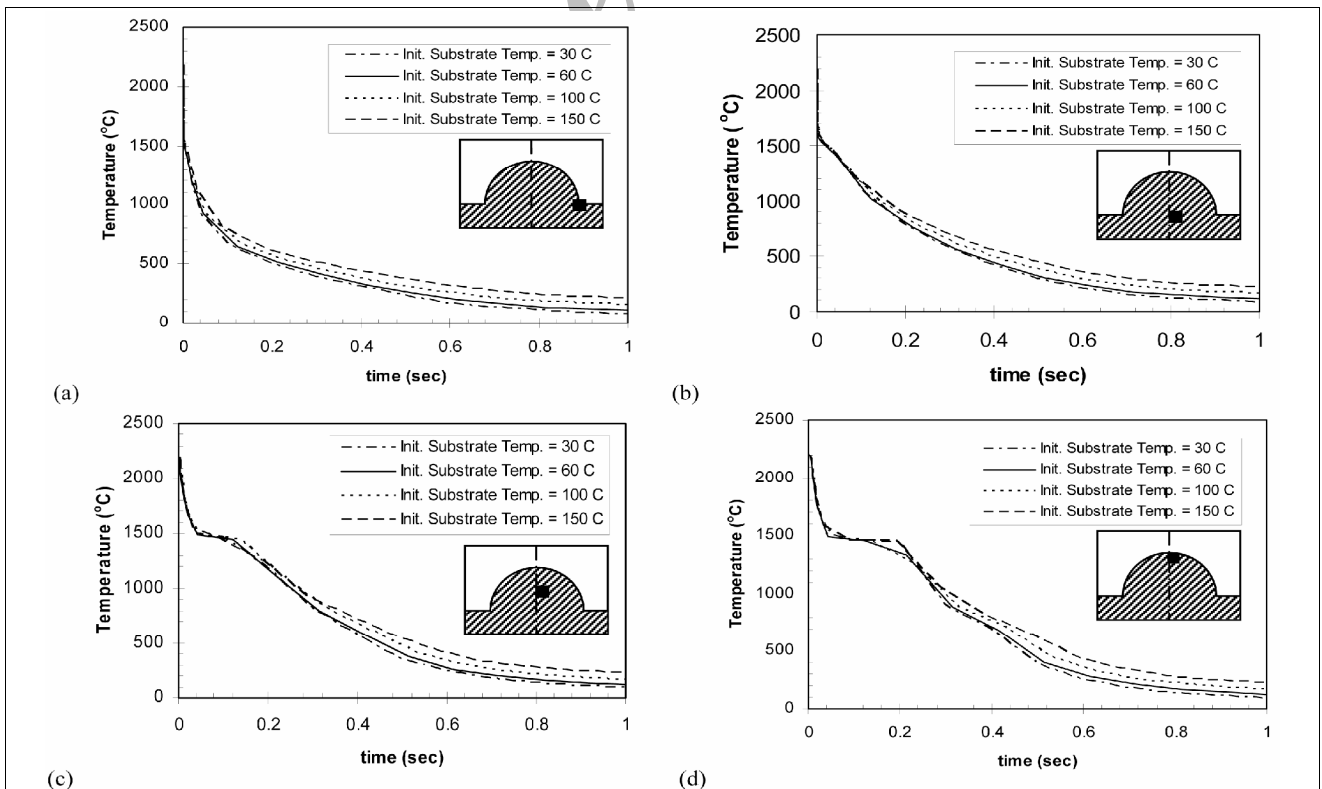 2500
2000
1500
1000
500
0
Temperature (°C)
Init. Substrate Temp. = 30 C
Init. Substrate Temp. = 60 C
Init. Substrate Temp. = 100 C
Init. Substrate Temp. = 150 C
0 0.2 0.4 0.6 0.8 1
time (sec)
(a)
2500
2000
1500
1000
500
0
Temperature ( °C)
Init. Substrate Temp. = 30 C
Init. Substrate Temp. = 60 C
Init. Substrate Temp. = 100 C
Init. Substrate Temp. = 150 C
0 0.2 0.4 0.6 0.8 1
time (sec)
(b)
2500
2000
1500
1000
500
0
Temperature (°C)
Init. Substrate Temp. = 30 C
Init. Substrate Temp. = 60 C
Init. Substrate Temp. = 100 C
Init. Substrate Temp. = 150 C
0 0.2 0.4 0.6 0.8 1
time (sec)
(c)
2500
2000
1500
1000
500
0
Temperature (°C)
Init. Substrate Temp. = 30 C
Init. Substrate Temp. = 60 C
Init. Substrate Temp. = 100 C
Init. Substrate Temp. = 150 C
0 0.2 0.4 0.6 0.8 1
time (sec)
(d)